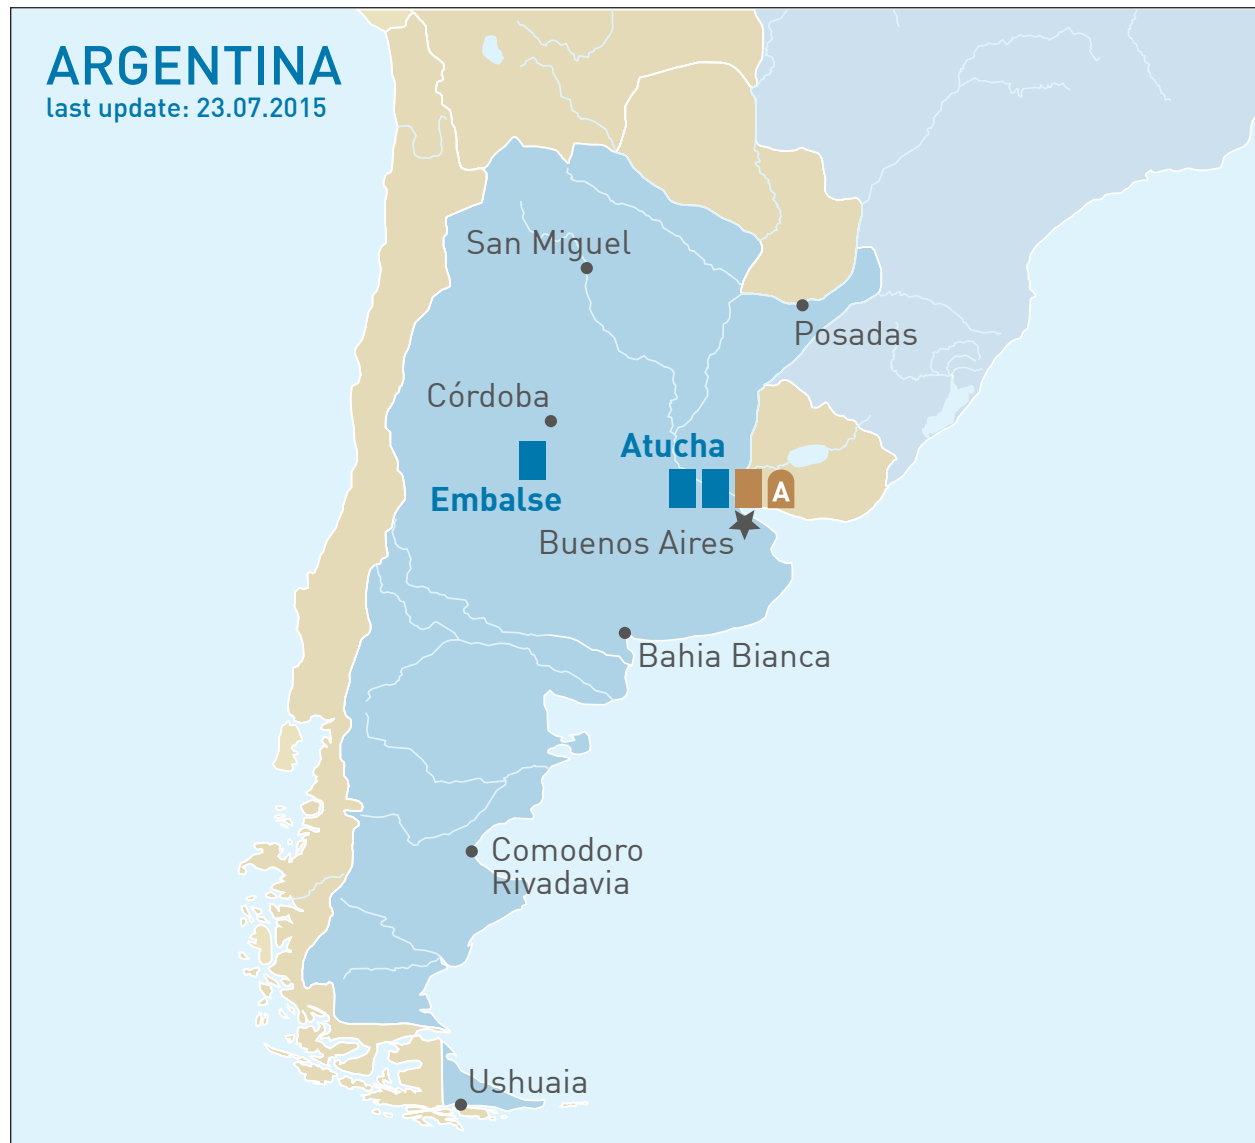 ARGENTINA
last update: 23.07.2015
San Miguel
Posadas
Córdoba
Atucha
Embalse
A
Buenos Aires
Bahia Bianca
Comodoro
Rivadavia
Ushuaia